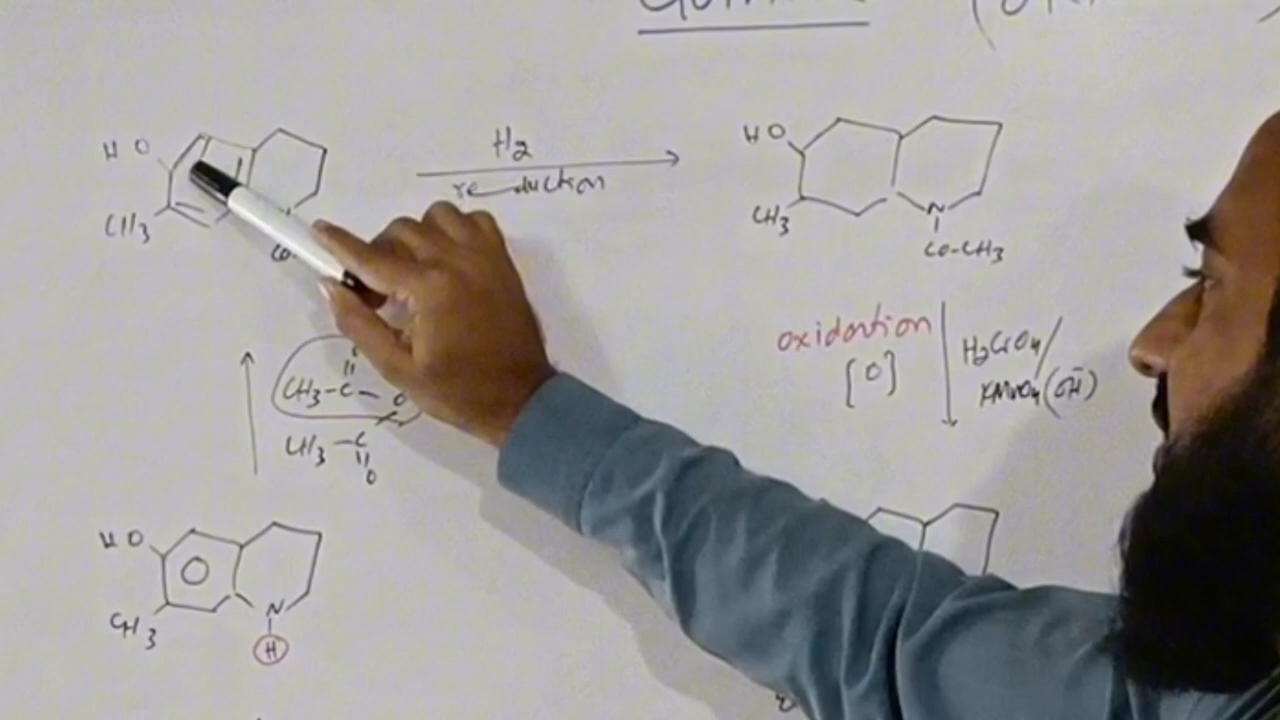 HO
H2
reduction
CH3
HO
CH3
N
CO-CH3
oxidation
[O]
H2CrO4/
KMnO4(OH̄)
CH3-C-O
CH3-C
O
HO
CH3
N
H